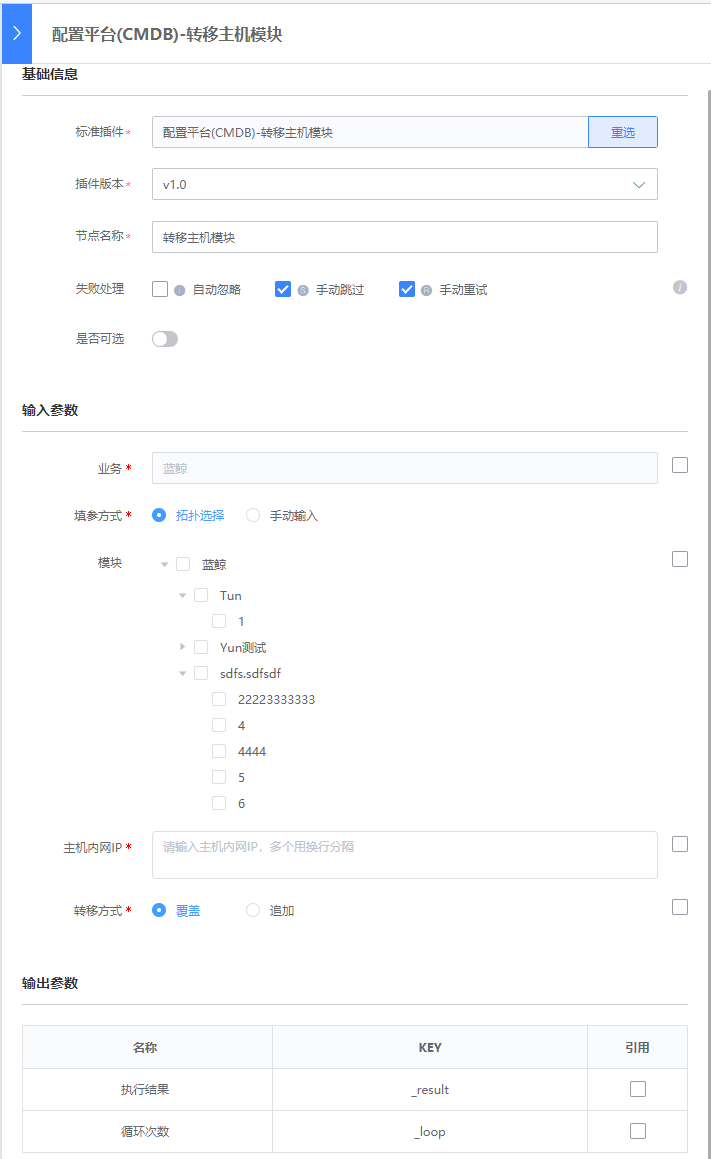 配置平台(CMDB)-转移主机模块
基础信息
标准插件* 配置平台(CMDB)-转移主机模块 重选
插件版本* v1.0
节点名称* 转移主机模块
失败处理 自动忽略 手动跳过 手动重试
是否可选
输入参数
业务* 蓝鲸
填参方式* 拓扑选择 手动输入
模块 蓝鲸
Tun
1
Yun测试
sdfs.sdfsdf
22223333333
4
4444
5
6
主机内网IP* 请输入主机内网IP，多个用换行分隔
转移方式* 覆盖 追加
输出参数
名称 KEY 引用
执行结果 _result
循环次数 _loop